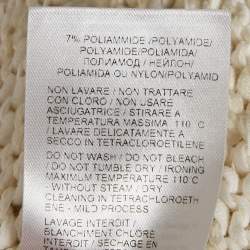 7% POLIAMMIDE/POLYAMIDE/
POLYAMIDE/POLIAMIDA/
ПОЛИАМОД / НЕЙЛОН/
POLIAMIDA OU NYLON/POLYAMID
NON LAVARE / NON TRATTARE
CON CLORO / NON USARE
ASCIUGATRICE / STIRARE A
TEMPERATURA MASSIMA 110˚C
/ LAVARE DELICATAMENTE A
SECCO IN TETRACLOROETILENE
DO NOT WASH / DO NOT BLEACH
/ DO NOT TUMBLE DRY / IRONING
MAXIMUM TEMPERATURE 110˚C
- WITHOUT STEAM / DRY
CLEANING IN TETRACHLOROETH
ENE - MILD PROCESS
LAVAGE INTERDIT /
BLANCHIMENT CHLORE
INTERDIT / SECHAGE EN